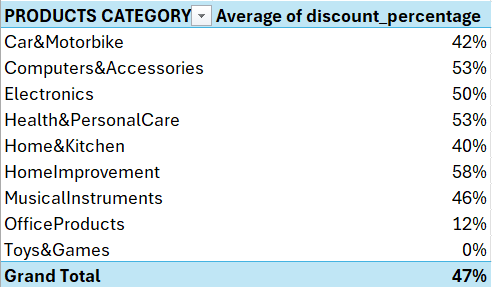 PRODUCTS CATEGORY Average of discount_percentage
Car&Motorbike 42%
Computers&Accessories 53%
Electronics 50%
Health&PersonalCare 53%
Home&Kitchen 40%
HomeImprovement 58%
MusicalInstruments 46%
OfficeProducts 12%
Toys&Games 0%
Grand Total 47%